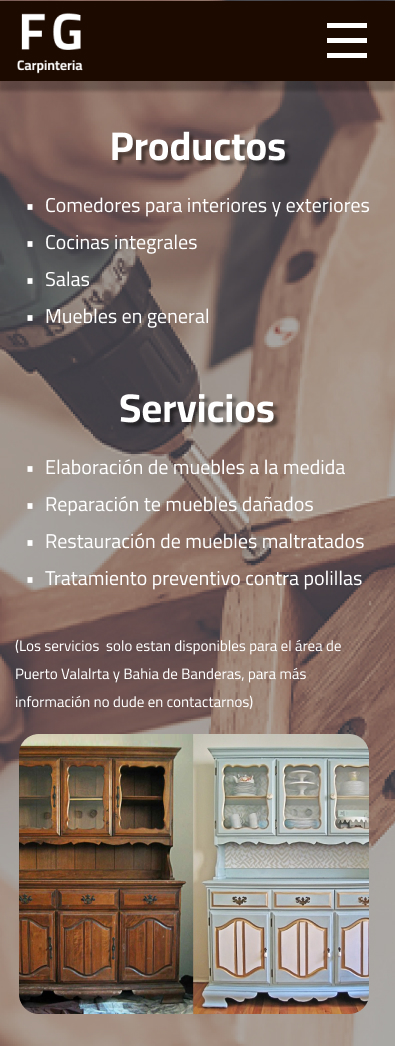 FG
Carpinteria
Productos
▪ Comedores para interiores y exteriores
▪ Cocinas integrales
▪ Salas
▪ Muebles en general
Servicios
▪ Elaboración de muebles a la medida
▪ Reparación te muebles dañados
▪ Restauración de muebles maltratados
▪ Tratamiento preventivo contra polillas
(Los servicios  solo estan disponibles para el área de
Puerto Valalrta y Bahia de Banderas, para más
información no dude en contactarnos)